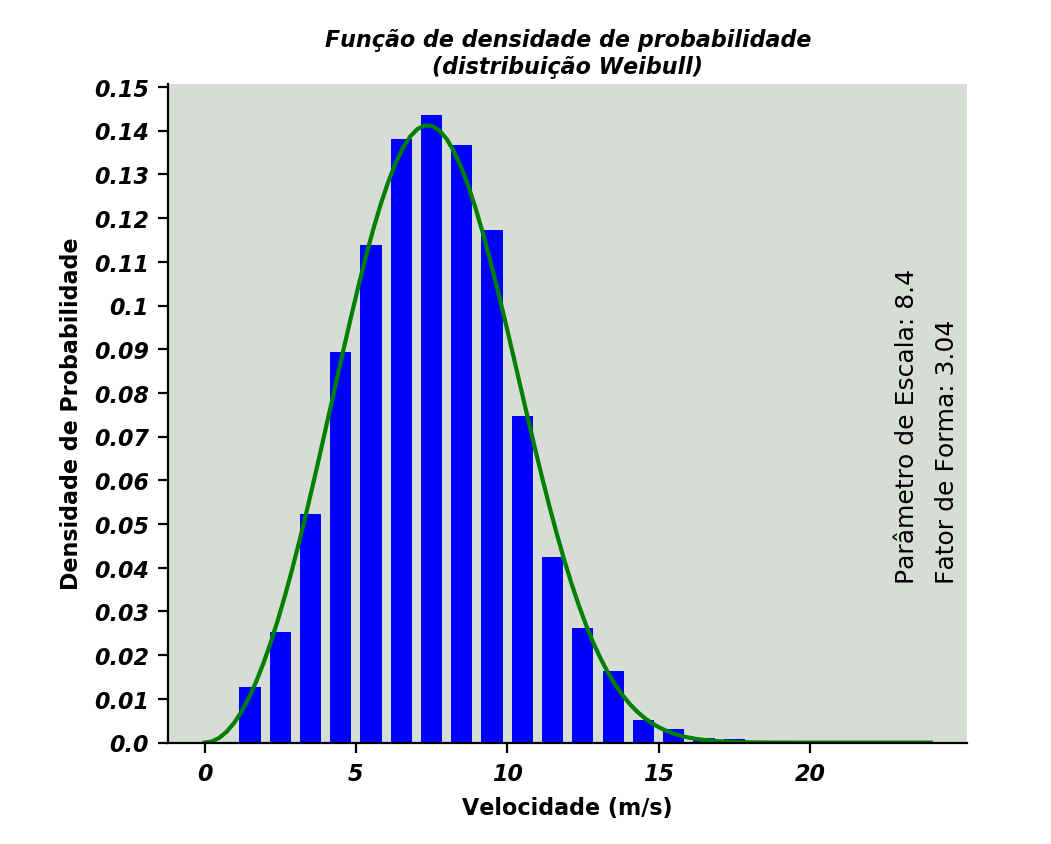 Função de densidade de probabilidade
(distribuição Weibull)
Densidade de Probabilidade
0.15
0.14
0.13
0.12
0.11
0.1
0.09
0.08
0.07
0.06
0.05
0.04
0.03
0.02
0.01
0.0
0 5 10 15 20
Velocidade (m/s)
Parâmetro de Escala: 8.4
Fator de Forma: 3.04